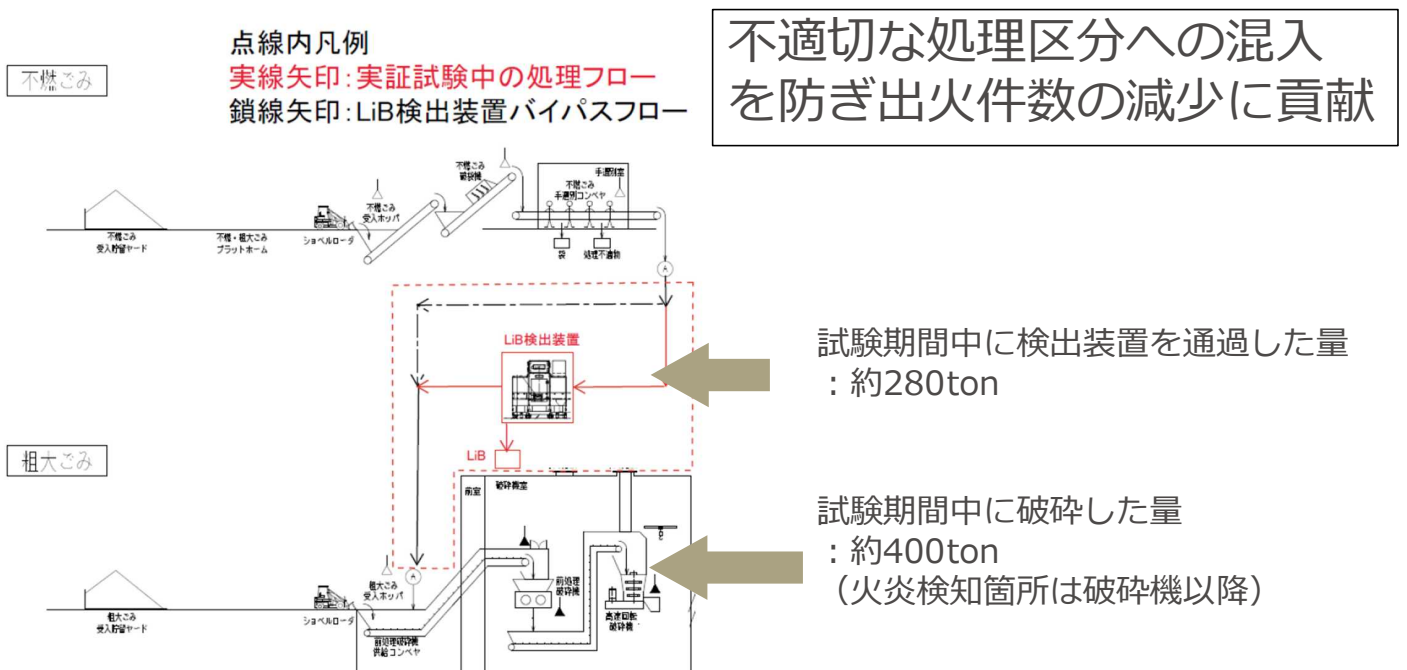 点線内凡例
実線矢印：実証試験中の処理フロー
鎖線矢印：LiB検出装置バイパスフロー
不適切な処理区分への混入
を防ぎ出火件数の減少に貢献
不燃ごみ
不燃ごみ
受入貯留ヤード
不燃・粗大ごみ
プラットホーム
ショベルローダ
不燃ごみ
受入ホッパ
不燃ごみ
破袋機
手選別室
不燃ごみ
手選別コンベヤ
袋
処理不適物
A
LiB検出装置
LiB
試験期間中に検出装置を通過した量
：約280ton
粗大ごみ
粗大ごみ
受入貯留ヤード
ショベルローダ
粗大ごみ
受入ホッパ
A
前処理破砕機
供給コンベヤ
前室
破砕機室
前処理
破砕機
高速回転
破砕機
試験期間中に破砕した量
：約400ton
（火炎検知箇所は破砕機以降）